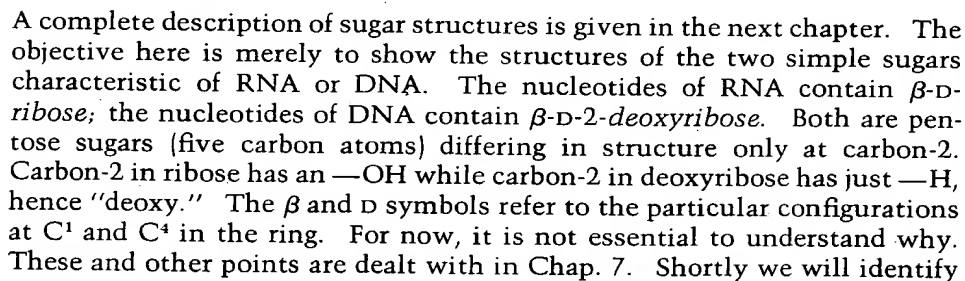 A complete description of sugar structures is given in the next chapter. The
objective here is merely to show the structures of the two simple sugars
characteristic of RNA or DNA. The nucleotides of RNA contain β-D-
ribose; the nucleotides of DNA contain β-D-2-deoxyribose. Both are pen-
tose sugars (five carbon atoms) differing in structure only at carbon-2.
Carbon-2 in ribose has an —OH while carbon-2 in deoxyribose has just —H,
hence “deoxy.” The β and D symbols refer to the particular configurations
at C¹ and C⁴ in the ring. For now, it is not essential to understand why.
These and other points are dealt with in Chap. 7. Shortly we will identify